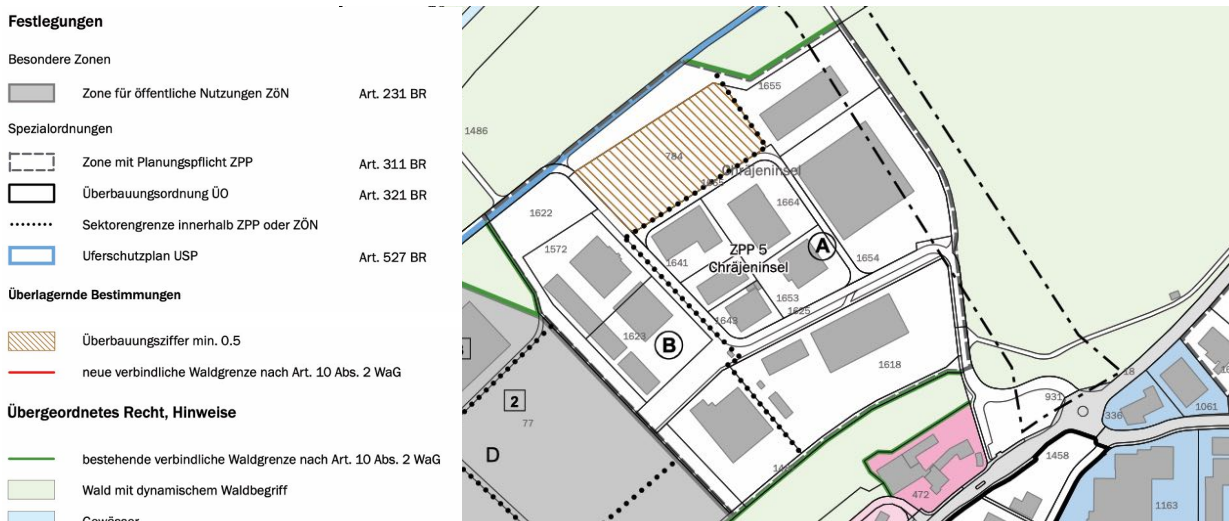 Festlegungen
Besondere Zonen
Zone für öffentliche Nutzungen ZöN Art. 231 BR
Spezialordnungen
Zone mit Planungspflicht ZPP Art. 311 BR
Überbauungsordnung ÜO Art. 321 BR
Sektorengrenze innerhalb ZPP oder ZÖN
Uferschutzplan USP Art. 527 BR
Überlagernde Bestimmungen
Überbauungsziffer min. 0.5
neue verbindliche Waldgrenze nach Art. 10 Abs. 2 WaG
Übergeordnetes Recht, Hinweise
bestehende verbindliche Waldgrenze nach Art. 10 Abs. 2 WaG
Wald mit dynamischem Waldbegriff
Gewässer
1655
1486
784
Chräjeninsel
1664
1622
A
1572
ZPP 5
Chräjeninsel
1641
1654
1653
1625
1643
1623
B
1618
2
77
D
18
931
336
1061
1458
472
1163